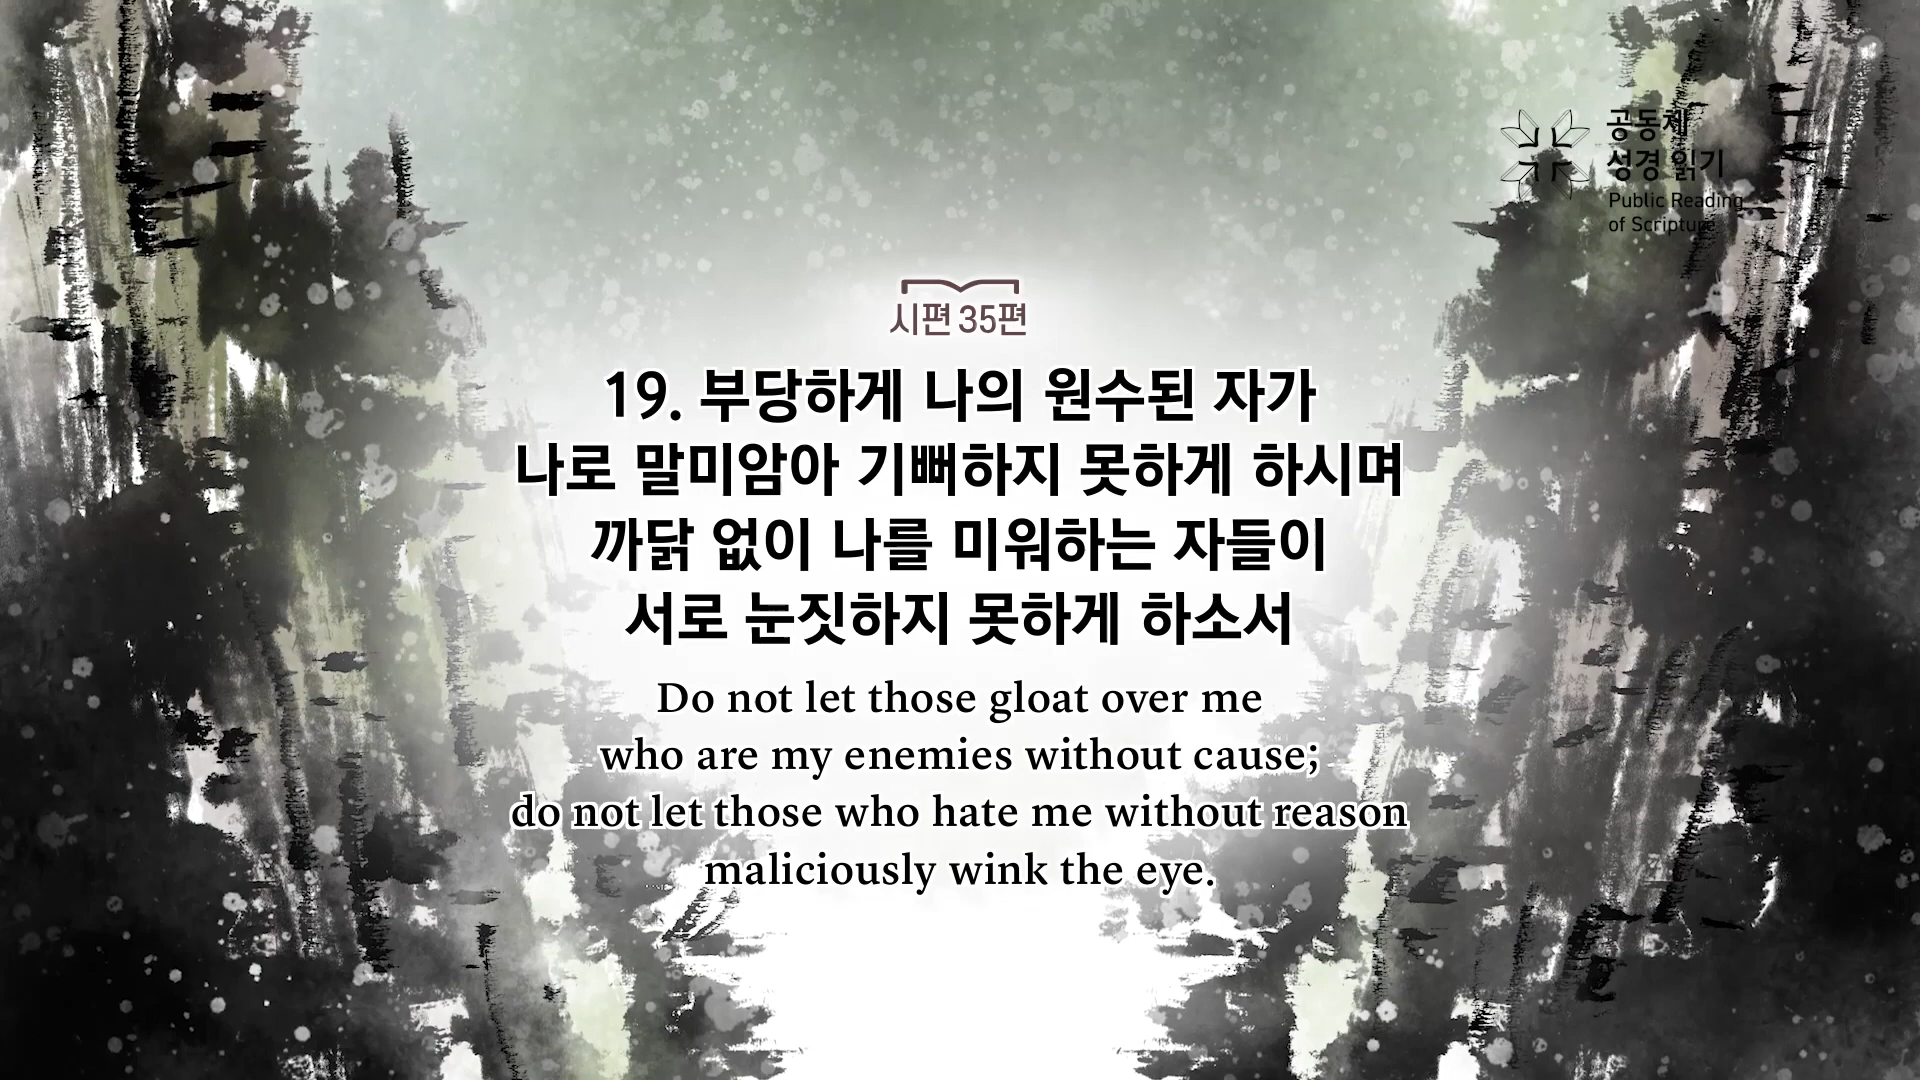 공동체
성경 읽기
Public Reading
of Scripture
시편 35편
19. 부당하게 나의 원수된 자가
나로 말미암아 기뻐하지 못하게 하시며
까닭 없이 나를 미워하는 자들이
서로 눈짓하지 못하게 하소서
Do not let those gloat over me
who are my enemies without cause;
do not let those who hate me without reason
maliciously wink the eye.